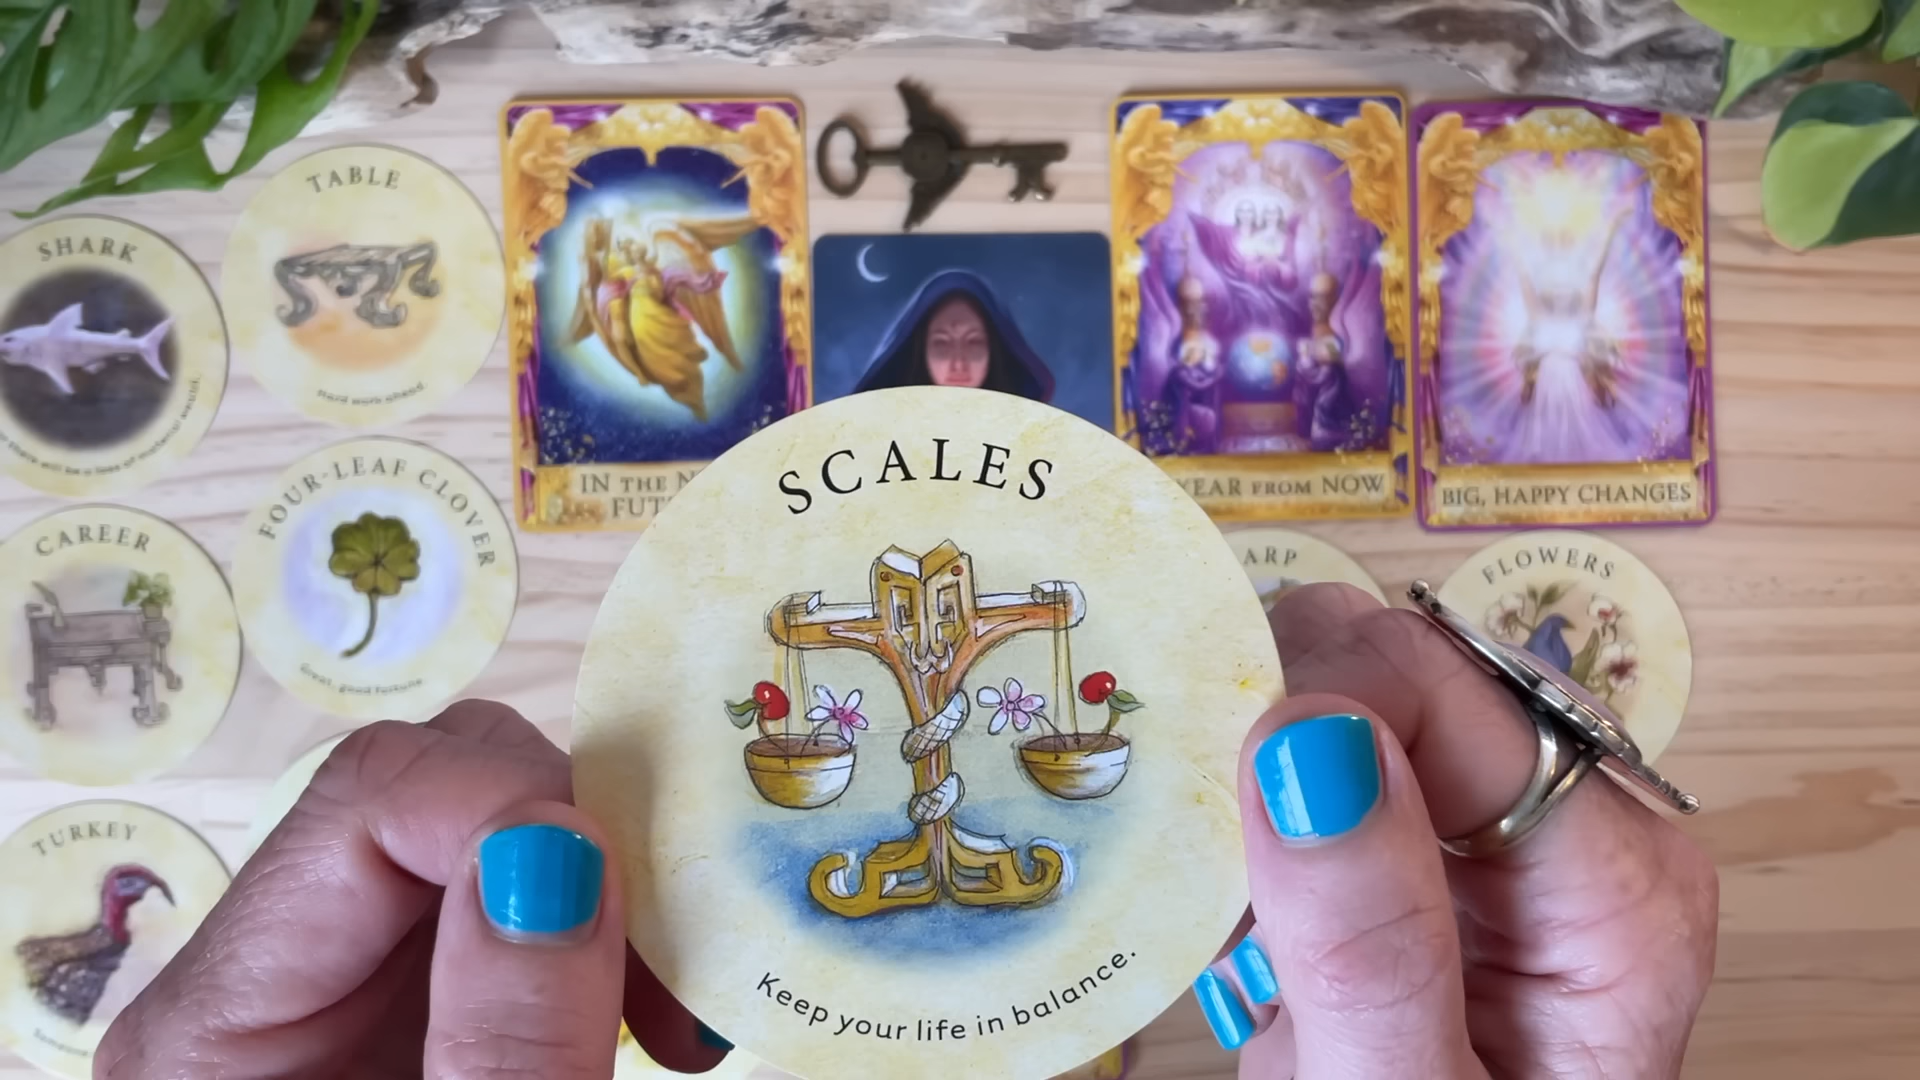 TABLE
SHARK
Hard work ahead.
IN THE
YEAR FROM NOW
BIG, HAPPY CHANGES
SCALES
FOUR-LEAF CLOVER
CAREER
FLOWERS
Great, good fortune.
TURKEY
Keep your life in balance.